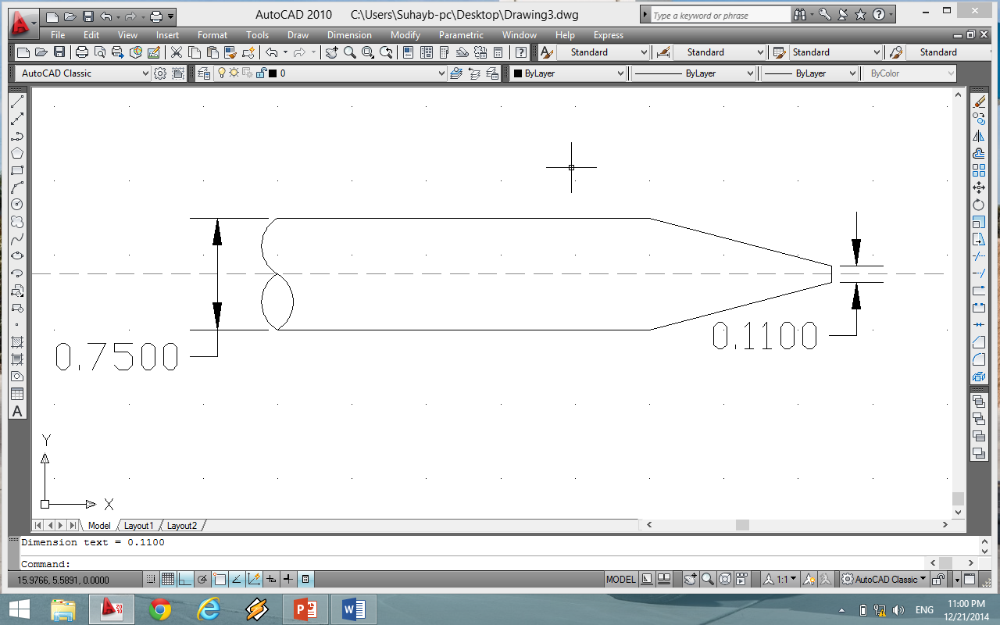 AutoCAD 2010 C:\Users\Suhayb-pc\Desktop\Drawing3.dwg
Type a keyword or phrase
File Edit View Insert Format Tools Draw Dimension Modify Parametric Window Help Express
Standard Standard Standard Standard
AutoCAD Classic 0 ByLayer ByLayer ByLayer ByColor
0.7500
0.1100
Y
X
Model Layout1 Layout2
Dimension text = 0.1100
Command:
15.9766, 5.5891, 0.0000 MODEL 1:1 AutoCAD Classic
ENG 11:00 PM
12/21/2014